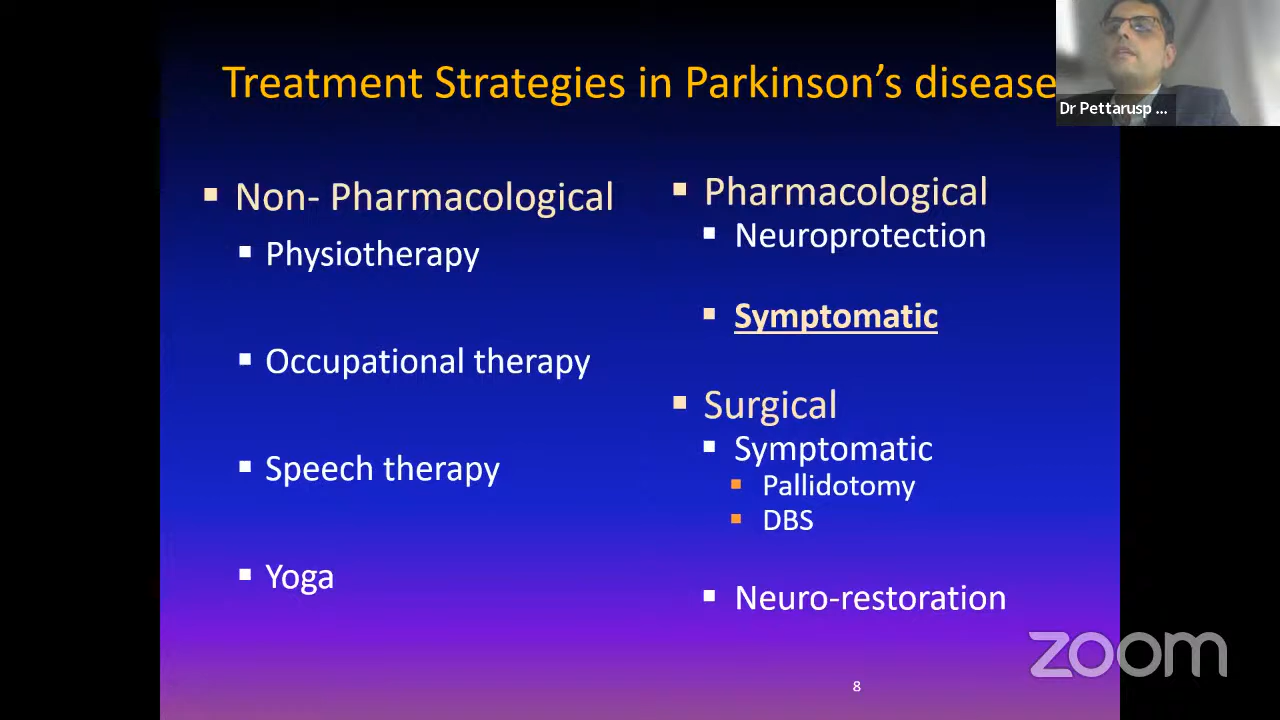 Treatment Strategies in Parkinson's disease
Dr Pettarusp ...
Non- Pharmacological
Physiotherapy
Occupational therapy
Speech therapy
Yoga
Pharmacological
Neuroprotection
Symptomatic
Surgical
Symptomatic
Pallidotomy
DBS
Neuro-restoration
zoom
8